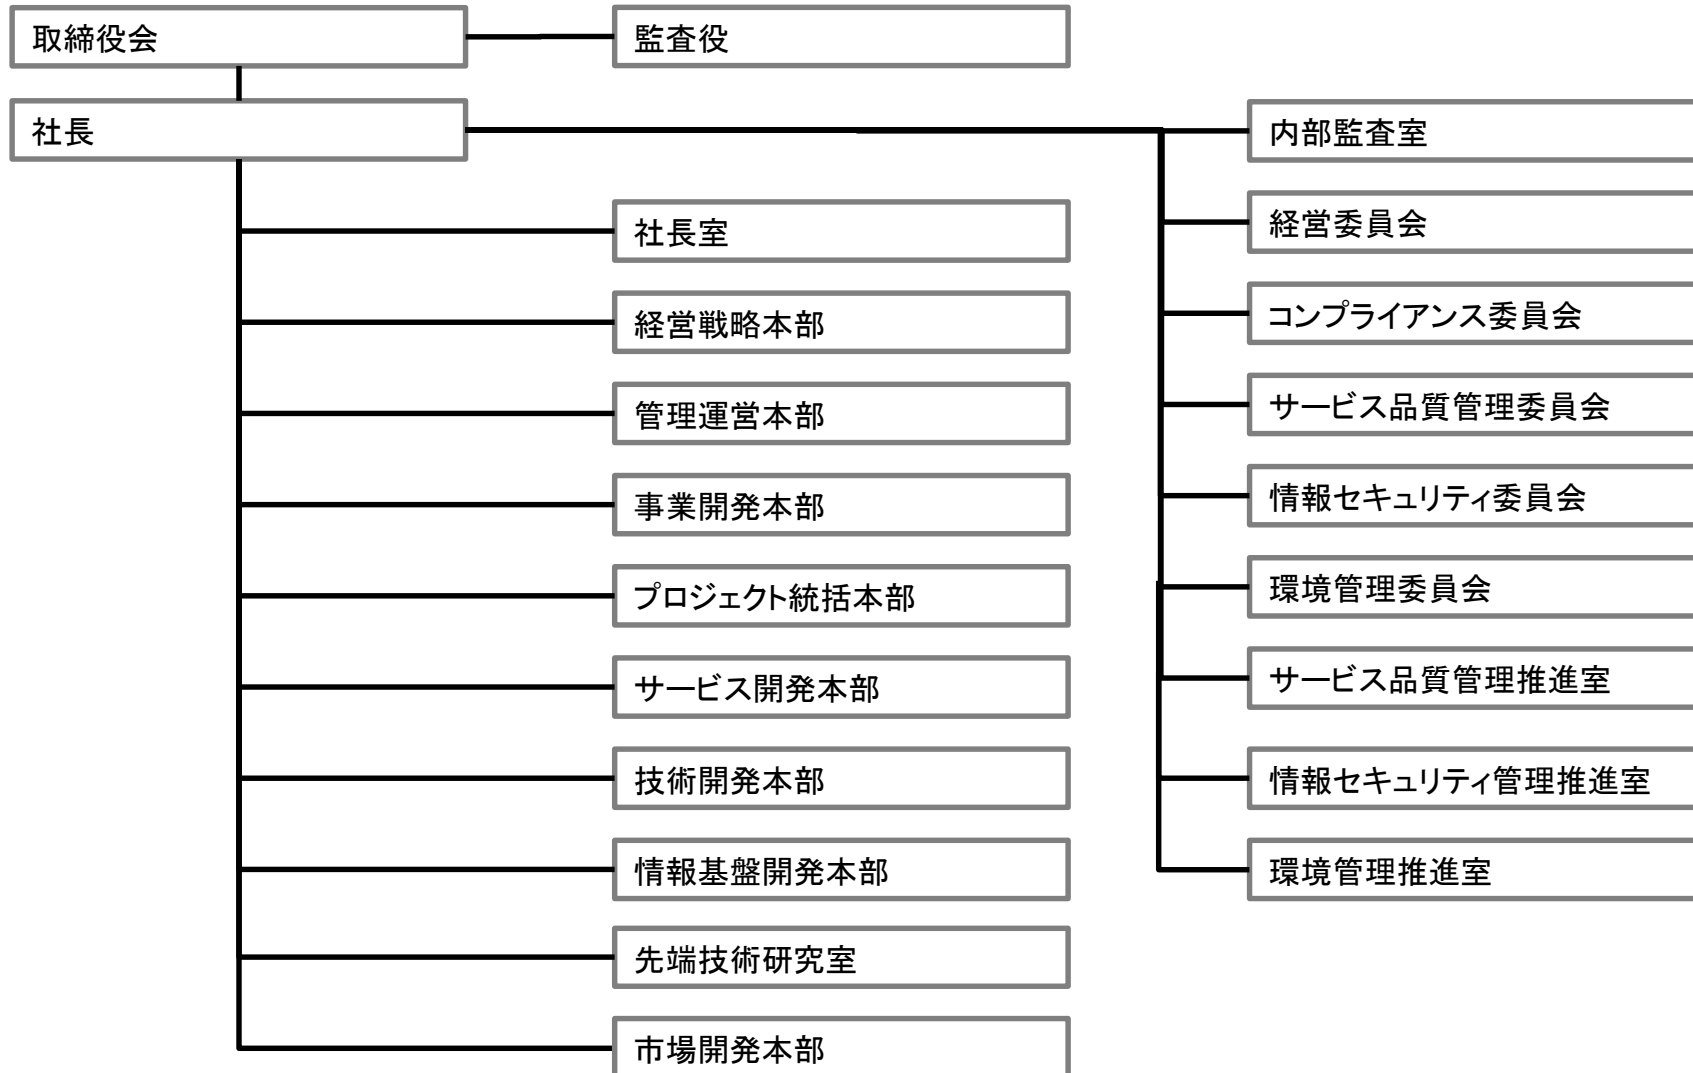 取締役会
監査役
社長
内部監査室
経営委員会
コンプライアンス委員会
サービス品質管理委員会
情報セキュリティ委員会
環境管理委員会
サービス品質管理推進室
情報セキュリティ管理推進室
環境管理推進室
社長室
経営戦略本部
管理運営本部
事業開発本部
プロジェクト統括本部
サービス開発本部
技術開発本部
情報基盤開発本部
先端技術研究室
市場開発本部